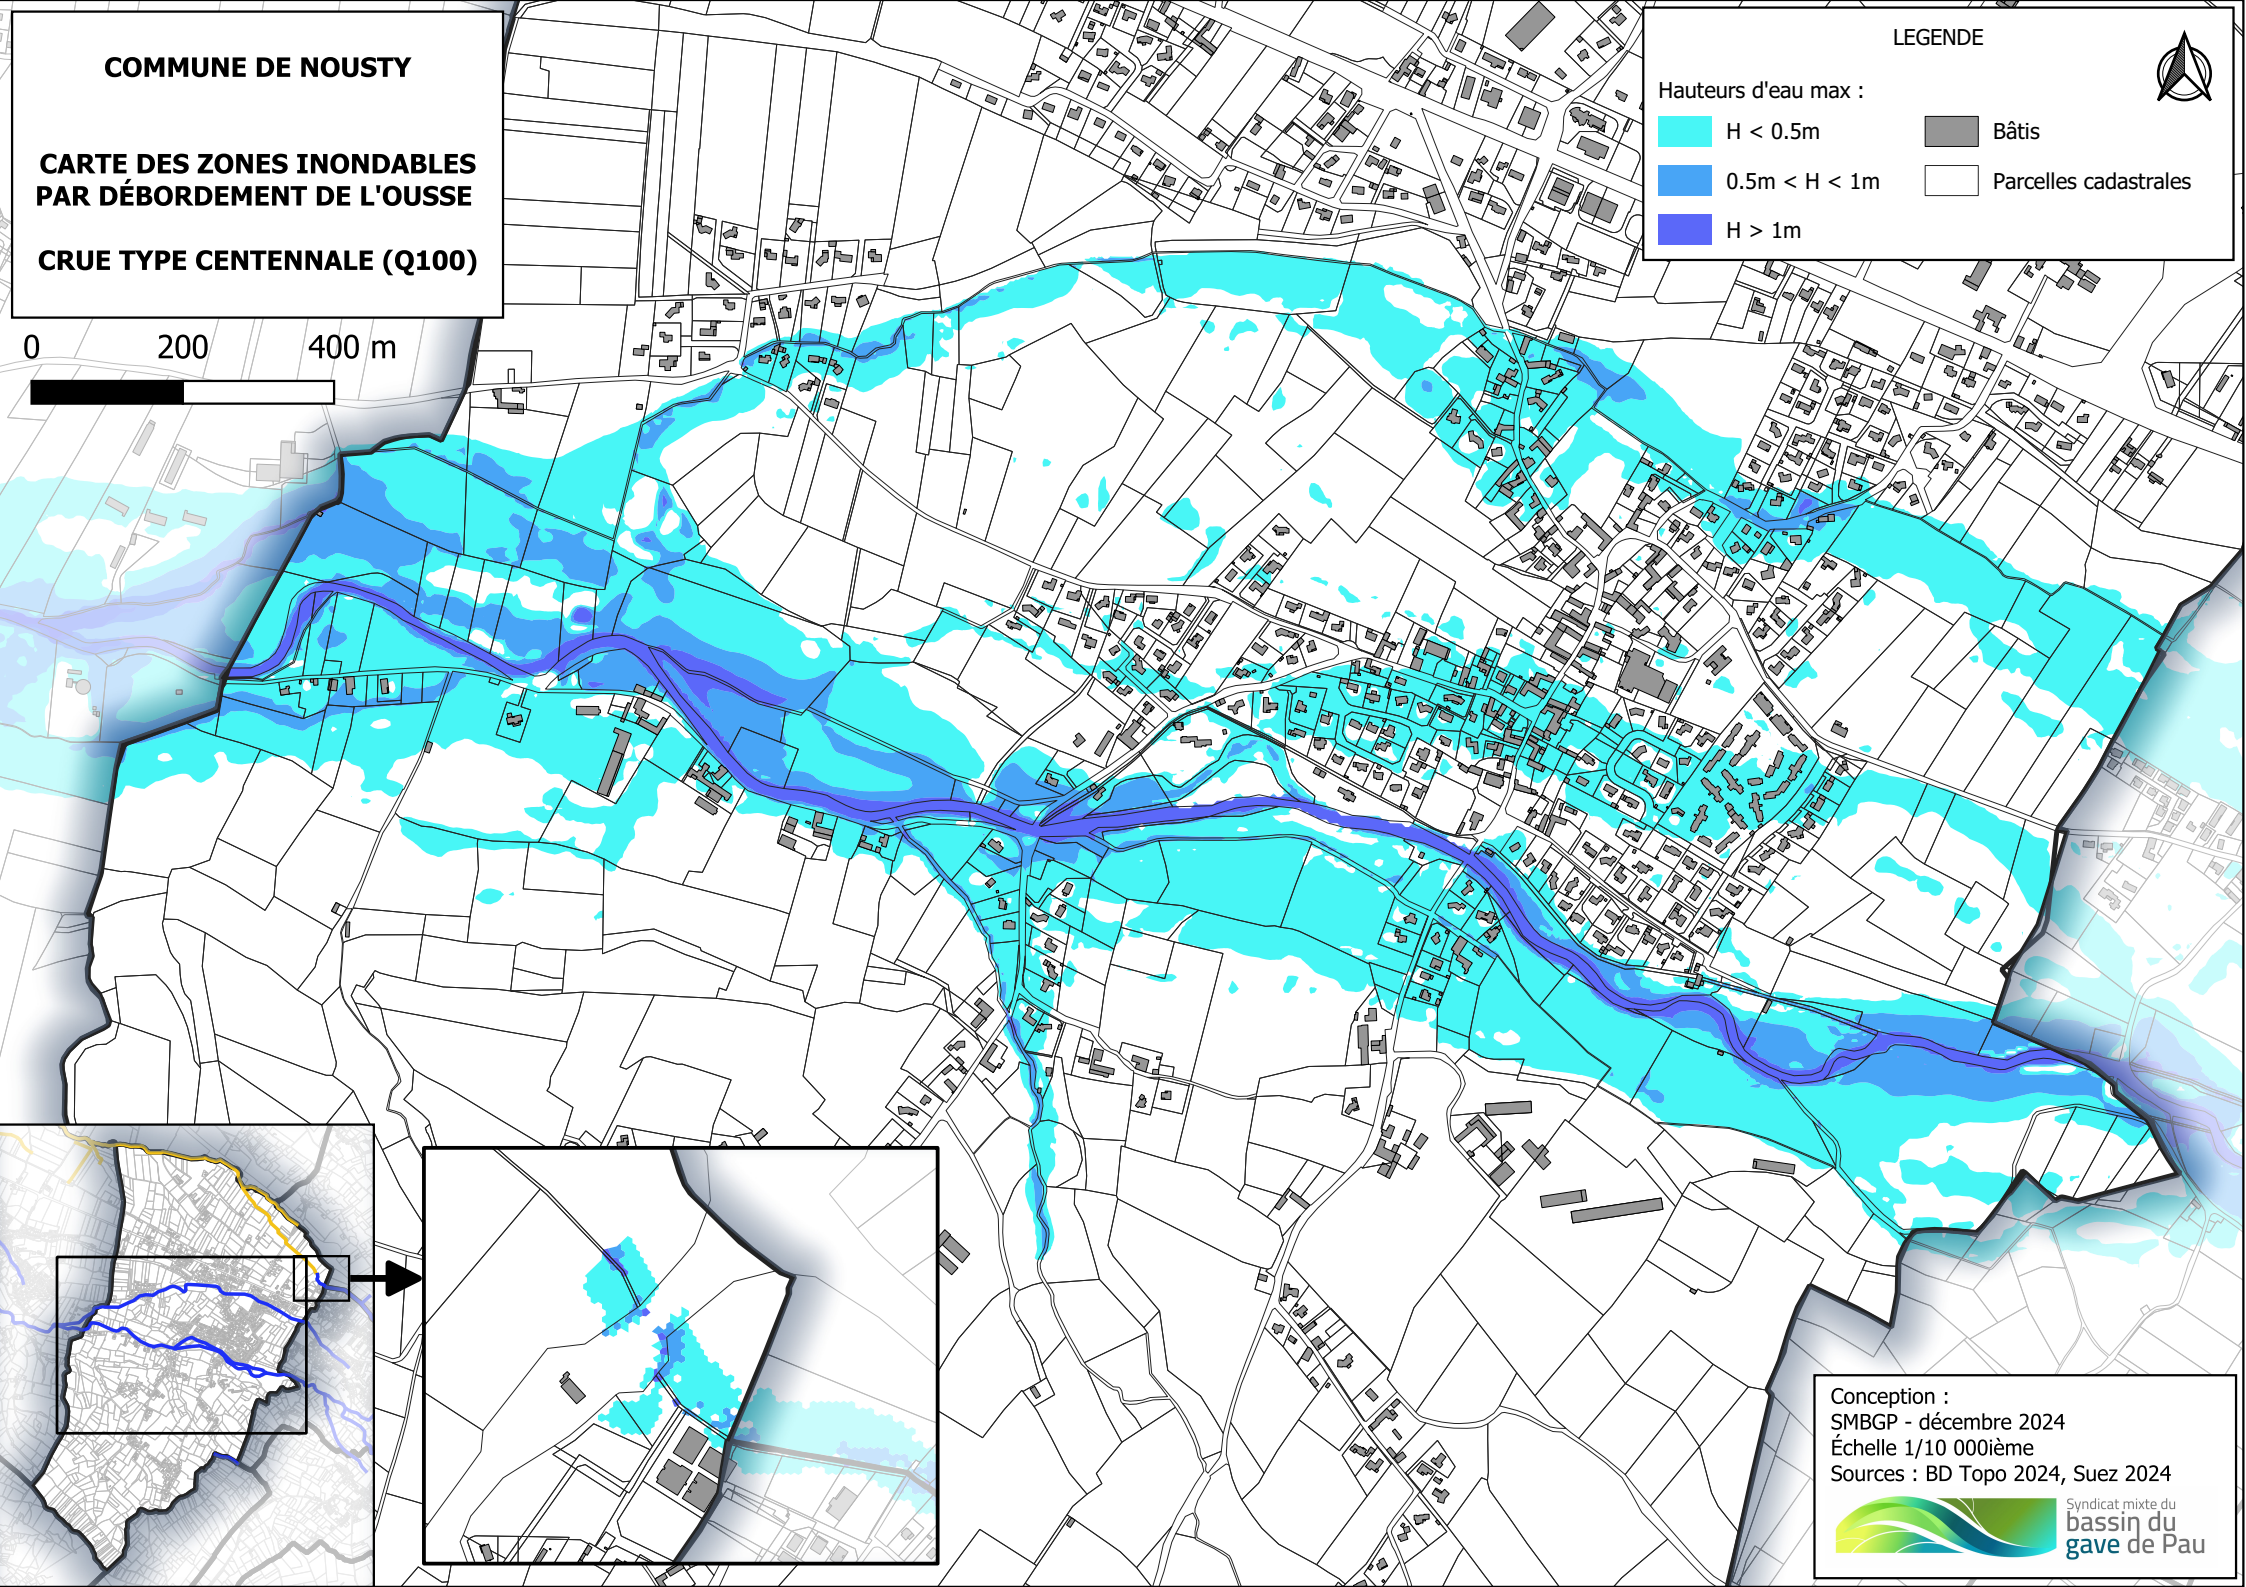 COMMUNE DE NOUSTY
CARTE DES ZONES INONDABLES
PAR DÉBORDEMENT DE L'OUSSE
CRUE TYPE CENTENNALE (Q100)
0 200 400 m
LEGENDE
Hauteurs d'eau max :
H < 0.5m
0.5m < H < 1m
H > 1m
Bâtis
Parcelles cadastrales
Conception :
SMBGP - décembre 2024
Échelle 1/10 000ième
Sources : BD Topo 2024, Suez 2024
Syndicat mixte du
bassin du
gave de Pau